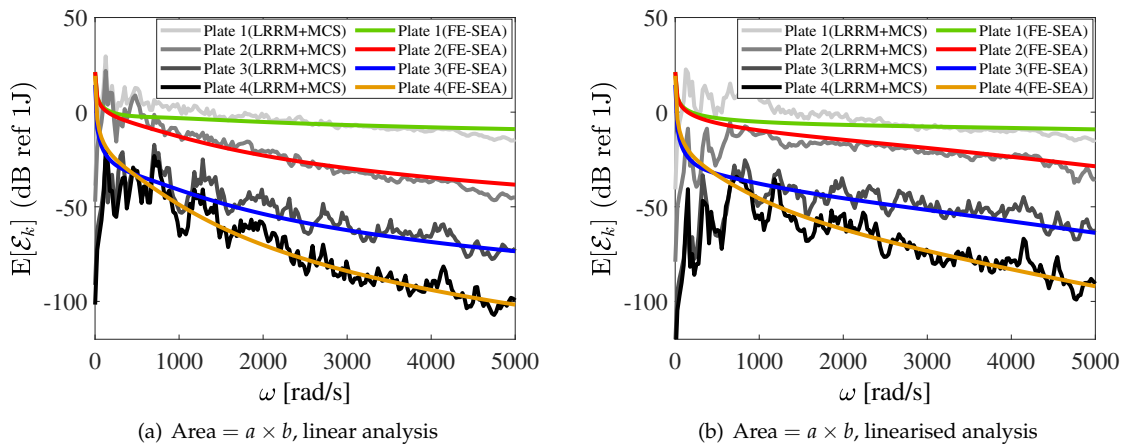 50
0
-50
-100
E[ℰₖ] (dB ref 1J)
Plate 1(LRRM+MCS) Plate 1(FE-SEA)
Plate 2(LRRM+MCS) Plate 2(FE-SEA)
Plate 3(LRRM+MCS) Plate 3(FE-SEA)
Plate 4(LRRM+MCS) Plate 4(FE-SEA)
0 1000 2000 3000 4000 5000
ω [rad/s]
(a) Area = a × b, linear analysis
50
0
-50
-100
E[ℰₖ] (dB ref 1J)
Plate 1(LRRM+MCS) Plate 1(FE-SEA)
Plate 2(LRRM+MCS) Plate 2(FE-SEA)
Plate 3(LRRM+MCS) Plate 3(FE-SEA)
Plate 4(LRRM+MCS) Plate 4(FE-SEA)
0 1000 2000 3000 4000 5000
ω [rad/s]
(b) Area = a × b, linearised analysis